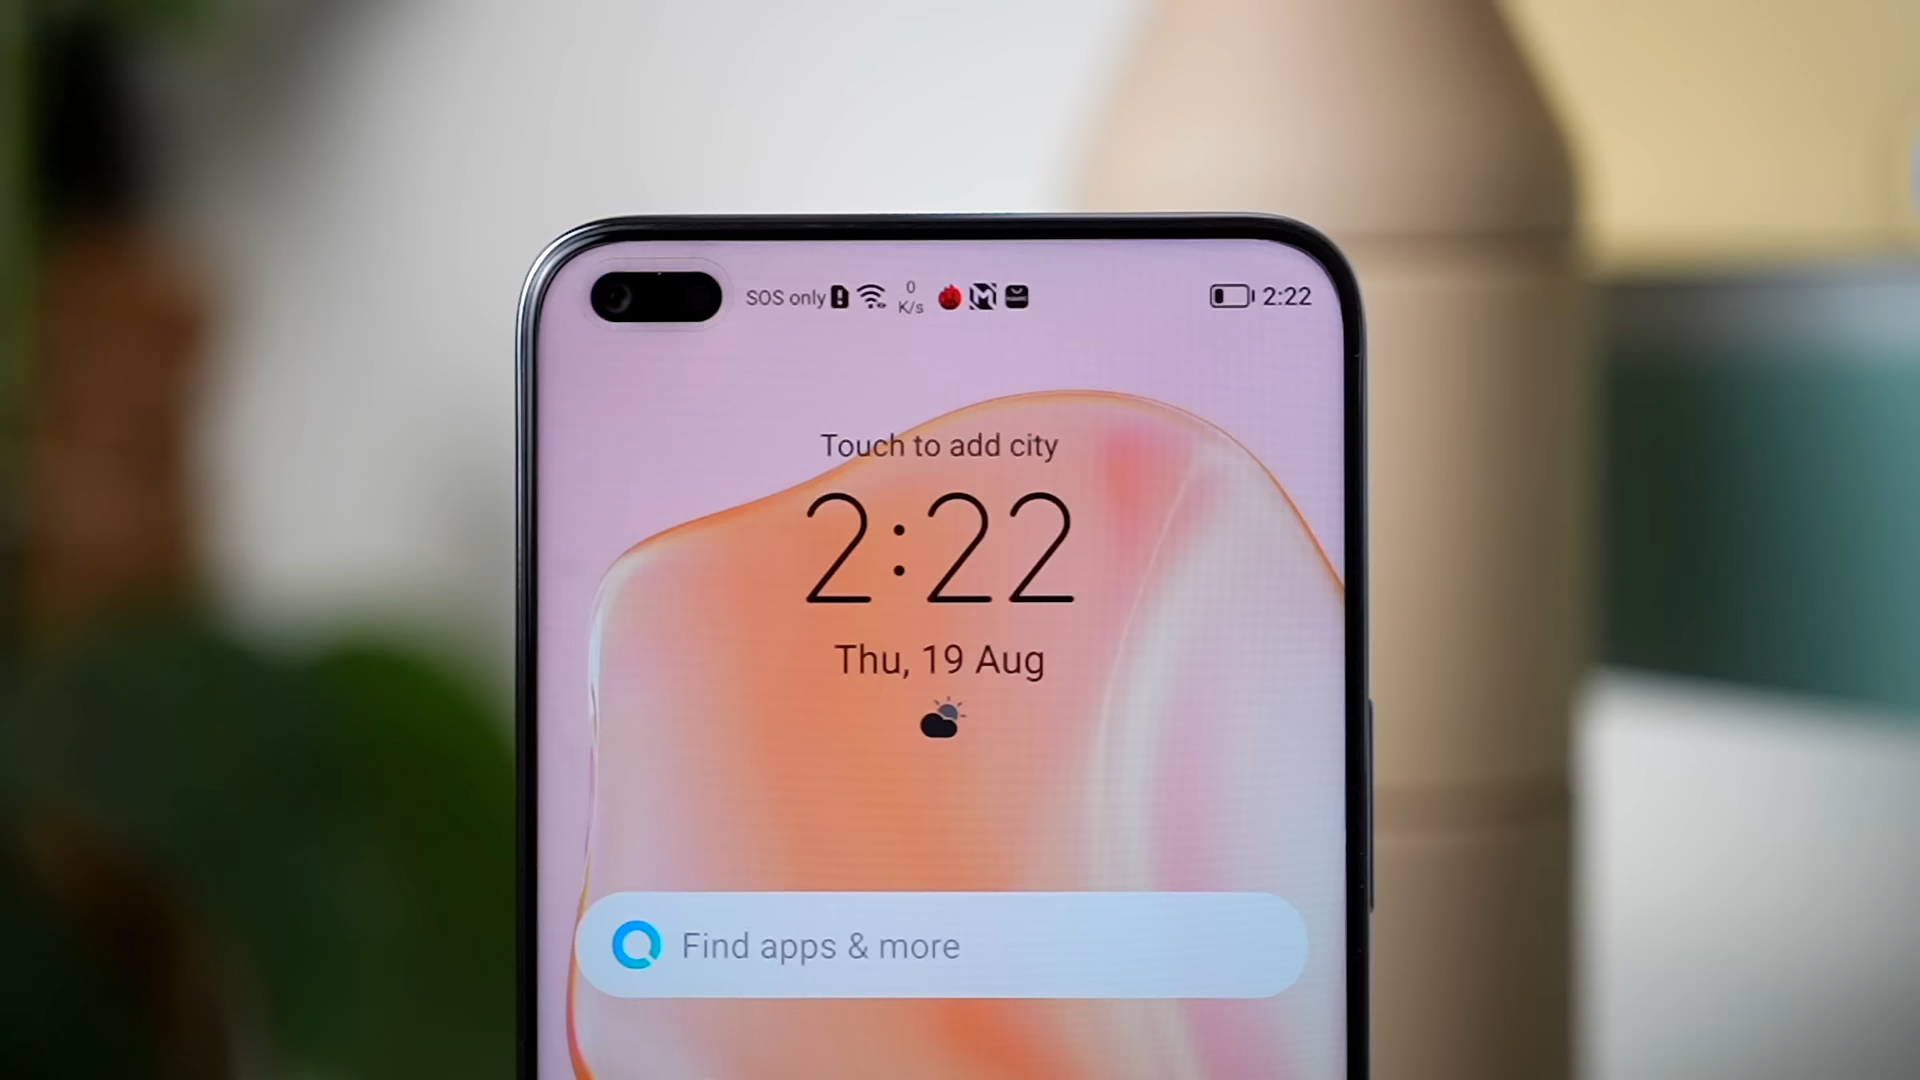 SOS only 0 K/s 2:22
Touch to add city
2:22
Thu, 19 Aug
Find apps & more